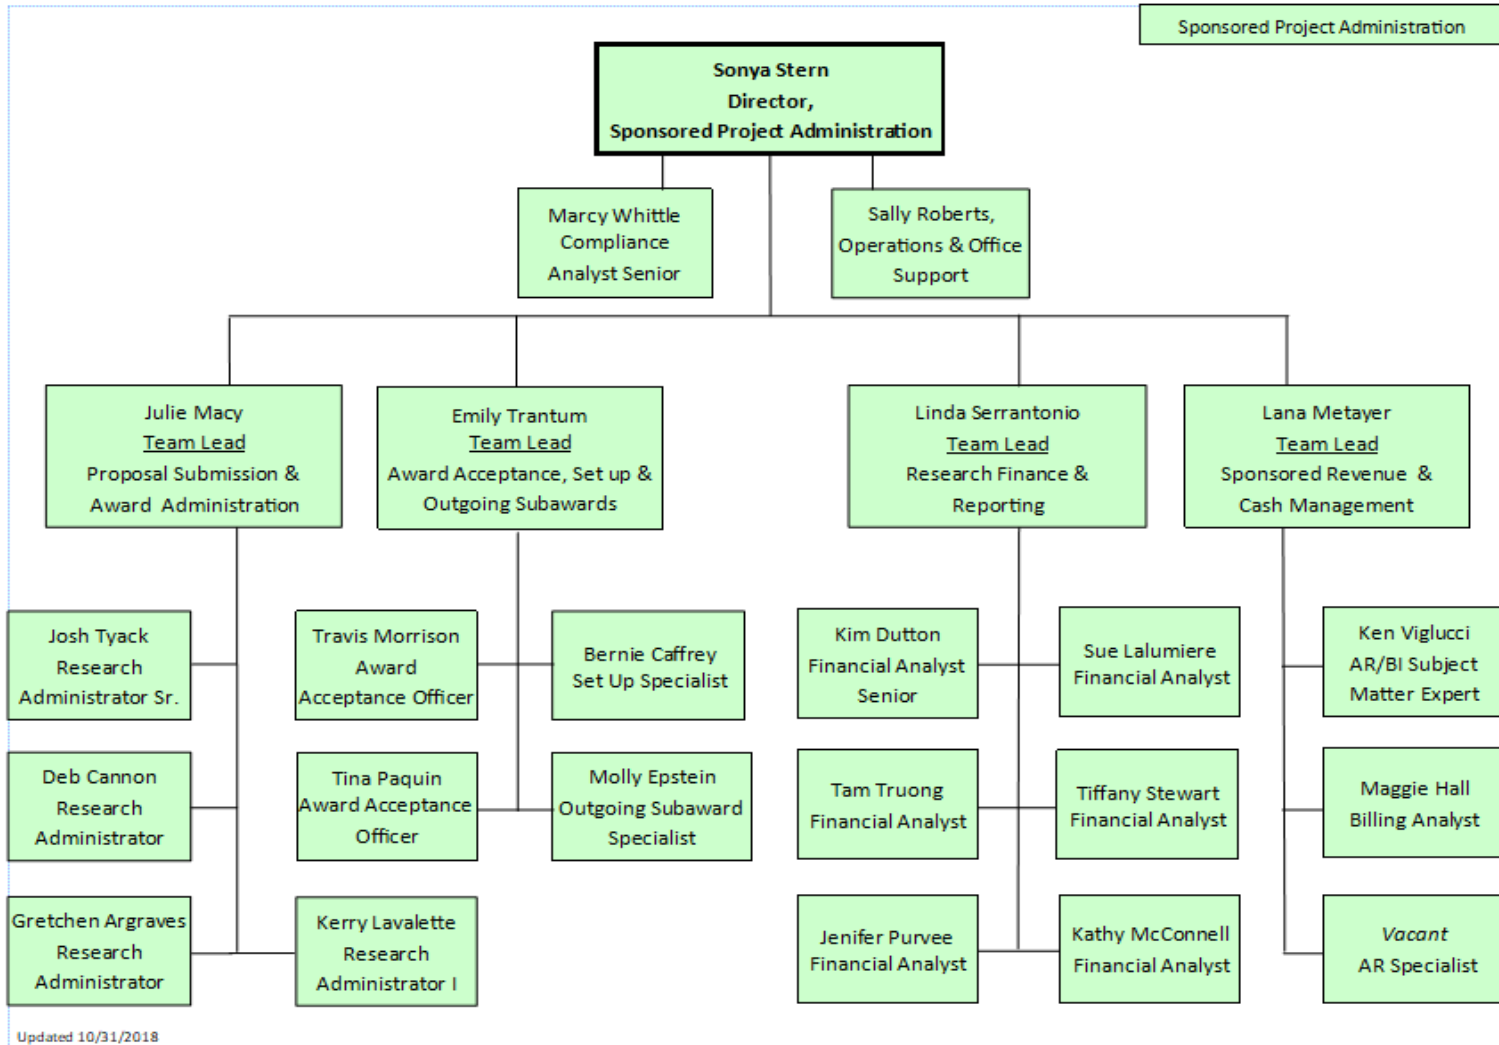 Sponsored Project Administration
Sonya Stern
Director,
Sponsored Project Administration
Marcy Whittle
Compliance
Analyst Senior
Sally Roberts,
Operations & Office
Support
Julie Macy
Team Lead
Proposal Submission &
Award Administration
Emily Trantum
Team Lead
Award Acceptance, Set up &
Outgoing Subawards
Linda Serrantonio
Team Lead
Research Finance &
Reporting
Lana Metayer
Team Lead
Sponsored Revenue &
Cash Management
Josh Tyack
Research
Administrator Sr.
Travis Morrison
Award
Acceptance Officer
Bernie Caffrey
Set Up Specialist
Kim Dutton
Financial Analyst
Senior
Sue Lalumiere
Financial Analyst
Ken Viglucci
AR/BI Subject
Matter Expert
Deb Cannon
Research
Administrator
Tina Paquin
Award Acceptance
Officer
Molly Epstein
Outgoing Subaward
Specialist
Tam Truong
Financial Analyst
Tiffany Stewart
Financial Analyst
Maggie Hall
Billing Analyst
Gretchen Argraves
Research
Administrator
Kerry Lavalette
Research
Administrator I
Jenifer Purvee
Financial Analyst
Kathy McConnell
Financial Analyst
Vacant
AR Specialist
Updated 10/31/2018